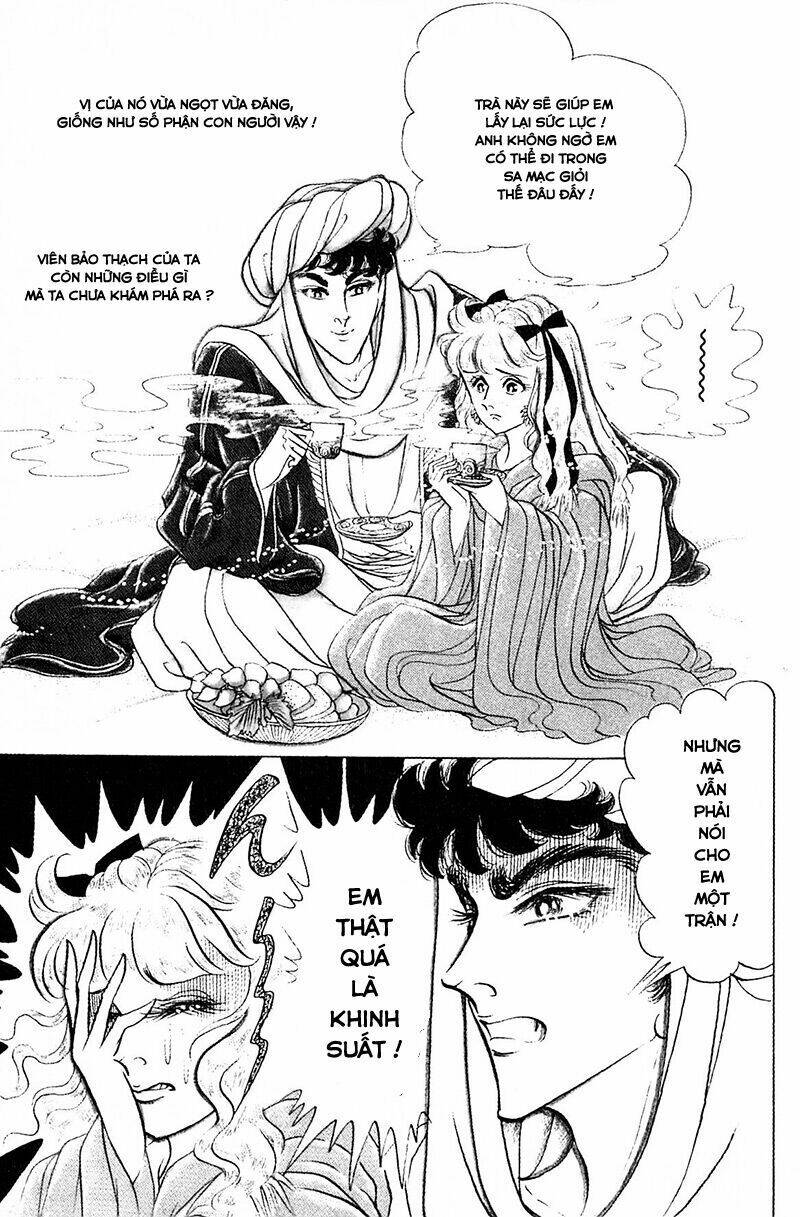 TRÀ NÀY SẼ GIÚP EM
LẤY LẠI SỨC LỰC !
ANH KHÔNG NGỜ EM
CÓ THỂ ĐI TRONG
SA MẠC GIỎI
THẾ ĐÂU ĐẤY !
VỊ CỦA NÓ VỪA NGỌT VỪA ĐĂNG,
GIỐNG NHƯ SỐ PHẬN CON NGƯỜI VẬY !
VIÊN BẢO THẠCH CỦA TA
CÒN NHỮNG ĐIỀU GÌ
MÀ TA CHƯA KHÁM PHÁ RA ?
NHƯNG
MÀ
VẪN
PHẢI
NÓI
CHO
EM
MỘT
TRẬN !
EM
THẬT
QUÁ
LÀ
KHINH
SUẤT !